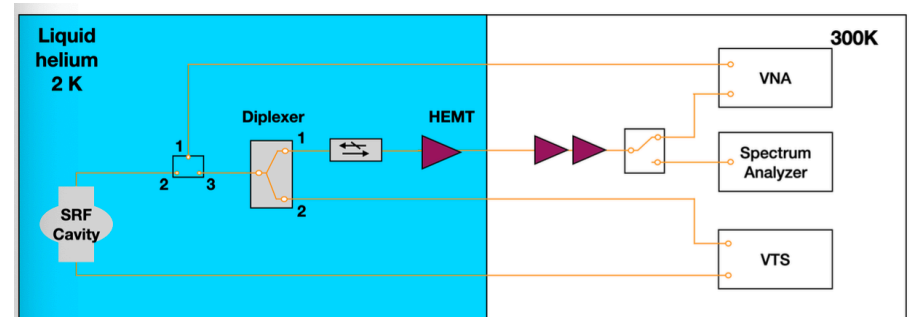 Liquid
helium
2 K
300K
VNA
Diplexer
HEMT
1
1
2
3
Spectrum
Analyzer
2
SRF
Cavity
VTS